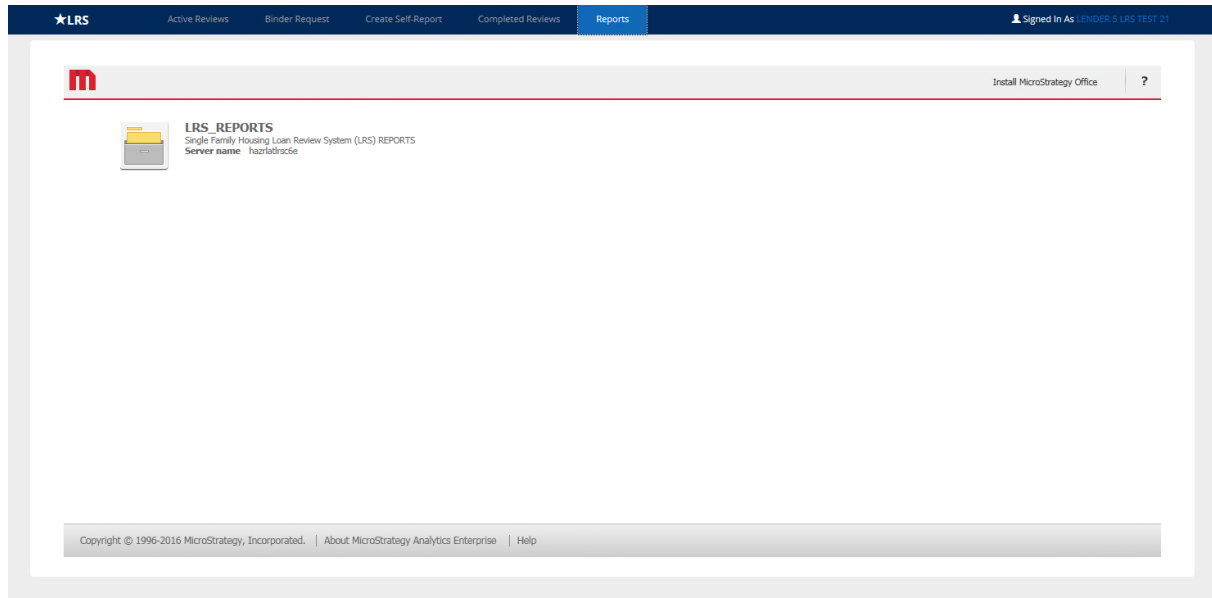 ★LRS Active Reviews Binder Request Create Self-Report Completed Reviews Reports Signed In As LENDER 5 LRS TEST 21
Install MicroStrategy Office ?
LRS_REPORTS
Single Family Housing Loan Review System (LRS) REPORTS
Server name hazrlatlrsc6e
Copyright © 1996-2016 MicroStrategy, Incorporated. | About MicroStrategy Analytics Enterprise | Help